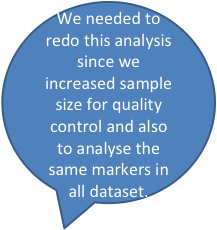 We needed to
redo this analysis
since we
increased sample
size for quality
control and also
to analyse the
same markers in
all dataset.